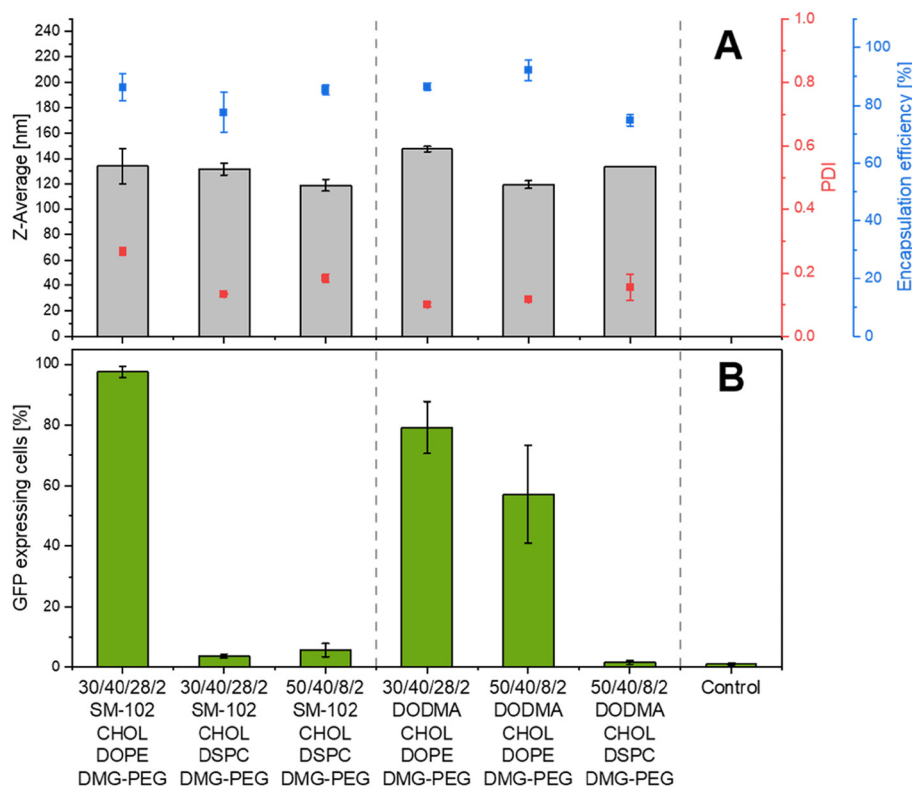 A
Z-Average [nm]
240
220
200
180
160
140
120
100
80
60
40
20
0
1.0
0.8
0.6
0.4
0.2
0.0
PDI
100
80
60
40
20
0
Encapsulation efficiency [%]
B
GFP expressing cells [%]
100
80
60
40
20
0
30/40/28/2
SM-102
CHOL
DOPE
DMG-PEG
30/40/28/2
SM-102
CHOL
DSPC
DMG-PEG
50/40/8/2
SM-102
CHOL
DSPC
DMG-PEG
30/40/28/2
DODMA
CHOL
DOPE
DMG-PEG
50/40/8/2
DODMA
CHOL
DOPE
DMG-PEG
50/40/8/2
DODMA
CHOL
DSPC
DMG-PEG
Control